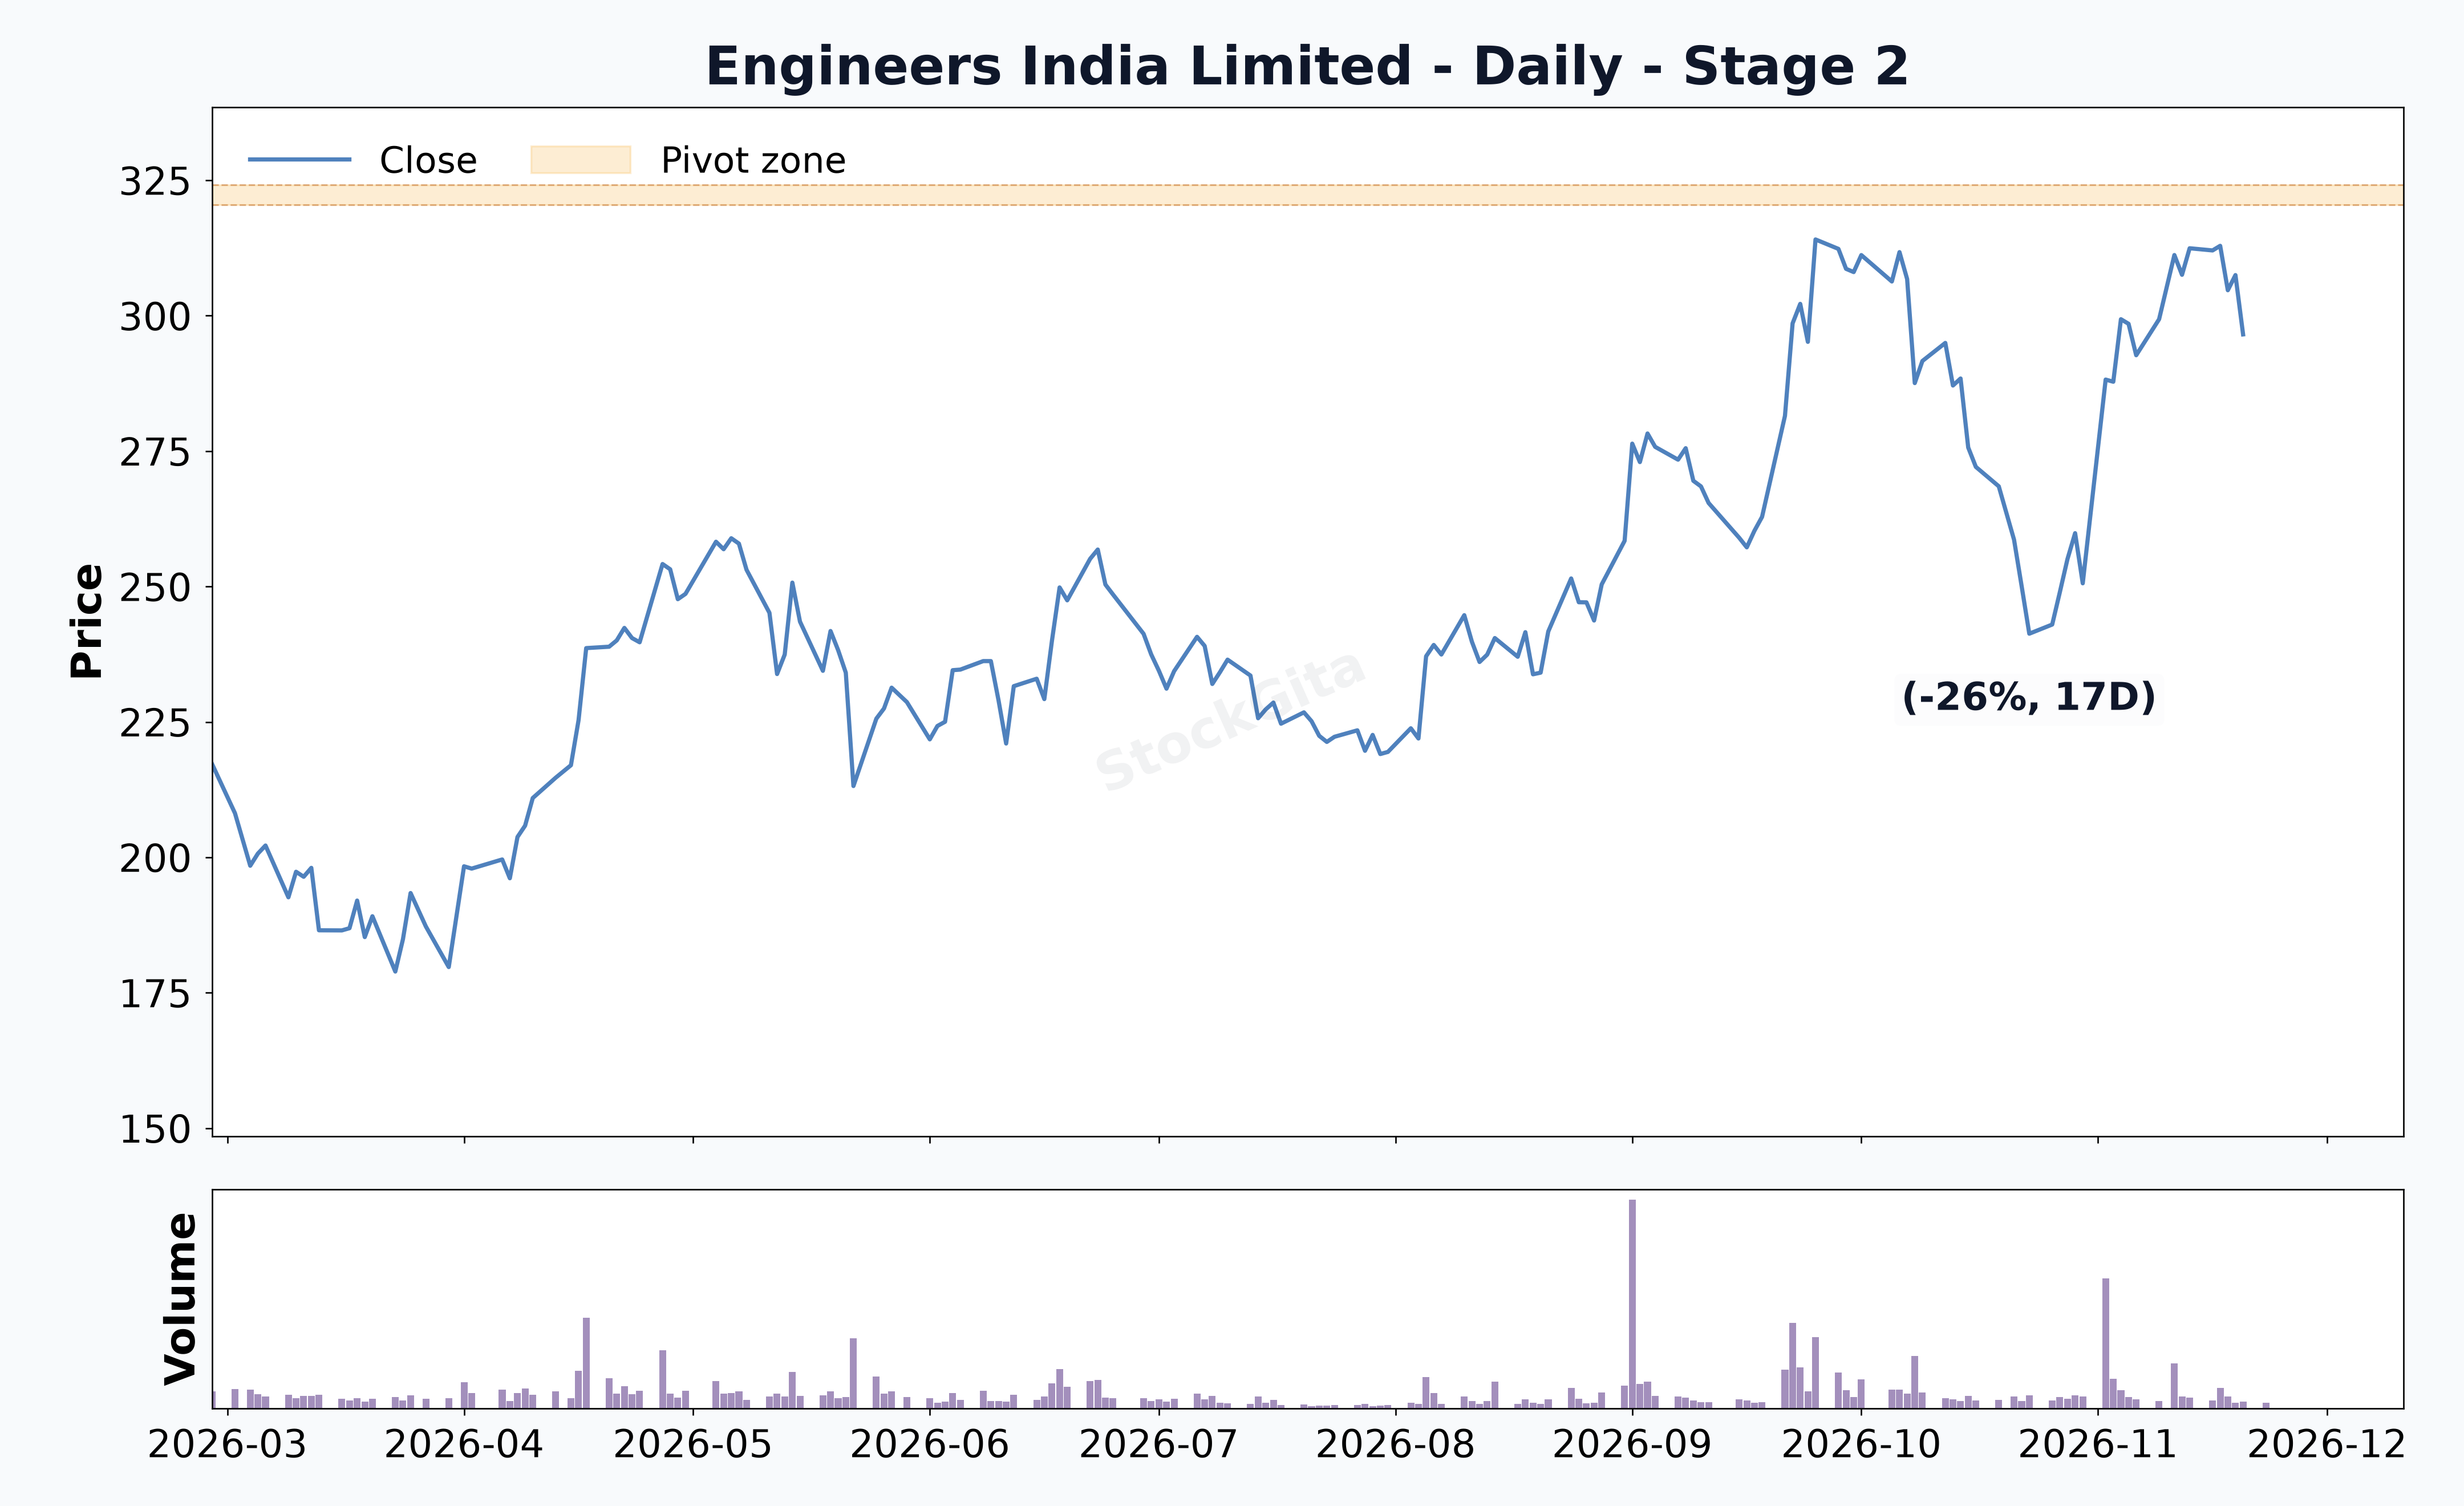 Engineers India Limited - Daily - Stage 2
Close
Pivot zone
Price
325
300
275
250
225
200
175
150
StockGita
(-26%, 17D)
Volume
2026-03
2026-04
2026-05
2026-06
2026-07
2026-08
2026-09
2026-10
2026-11
2026-12